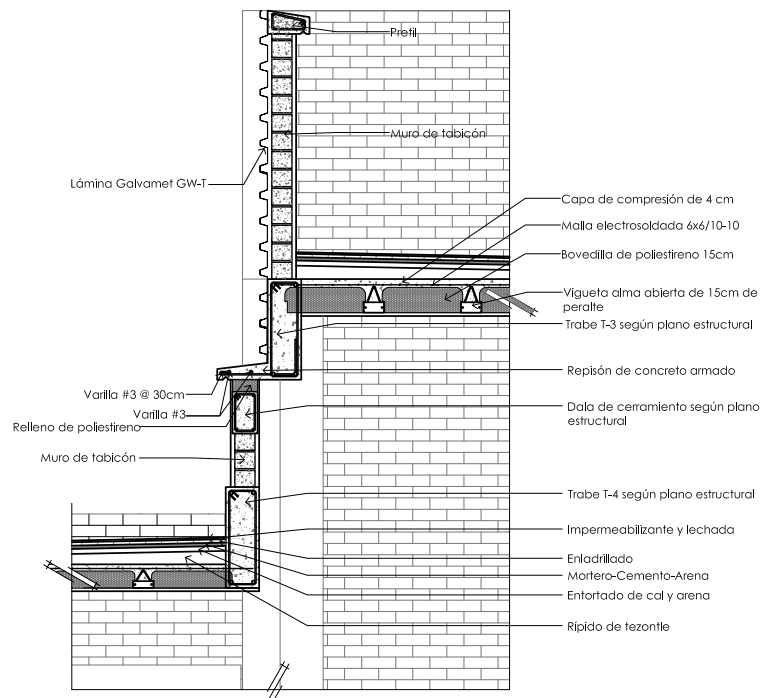 Pretil
Muro de tabicón
Lámina Galvamet GW-T
Capa de compresión de 4 cm
Malla electrosoldada 6x6/10-10
Bovedilla de poliestireno 15cm
Vigueta alma abierta de 15cm de
peralte
Trabe T-3 según plano estructural
Repisón de concreto armado
Varilla #3 @ 30cm
Varilla #3
Relleno de poliestireno
Dala de cerramiento según plano
estructural
Muro de tabicón
Trabe T-4 según plano estructural
Impermeabilizante y lechada
Enladrillado
Mortero-Cemento-Arena
Entortado de cal y arena
Rípido de tezontle